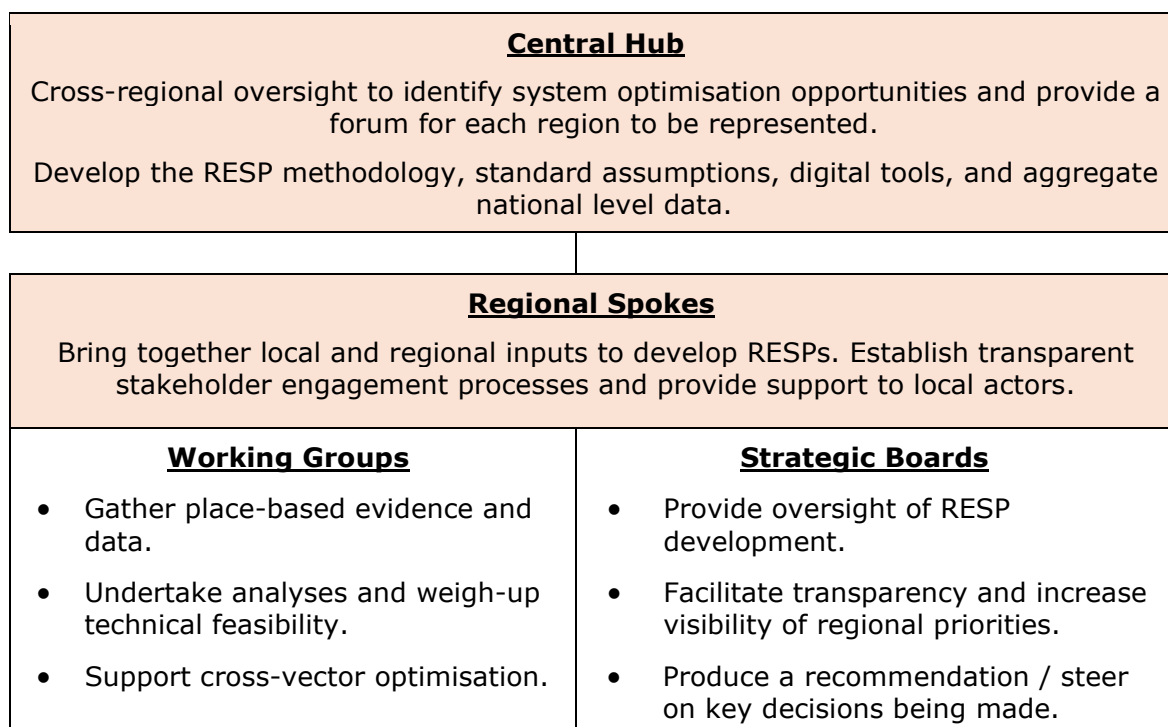 Central Hub
Cross-regional oversight to identify system optimisation opportunities and provide a
forum for each region to be represented.
Develop the RESP methodology, standard assumptions, digital tools, and aggregate
national level data.
Regional Spokes
Bring together local and regional inputs to develop RESPs. Establish transparent
stakeholder engagement processes and provide support to local actors.
Working Groups
• Gather place-based evidence and
data.
• Undertake analyses and weigh-up
technical feasibility.
• Support cross-vector optimisation.
Strategic Boards
• Provide oversight of RESP
development.
• Facilitate transparency and increase
visibility of regional priorities.
• Produce a recommendation / steer
on key decisions being made.